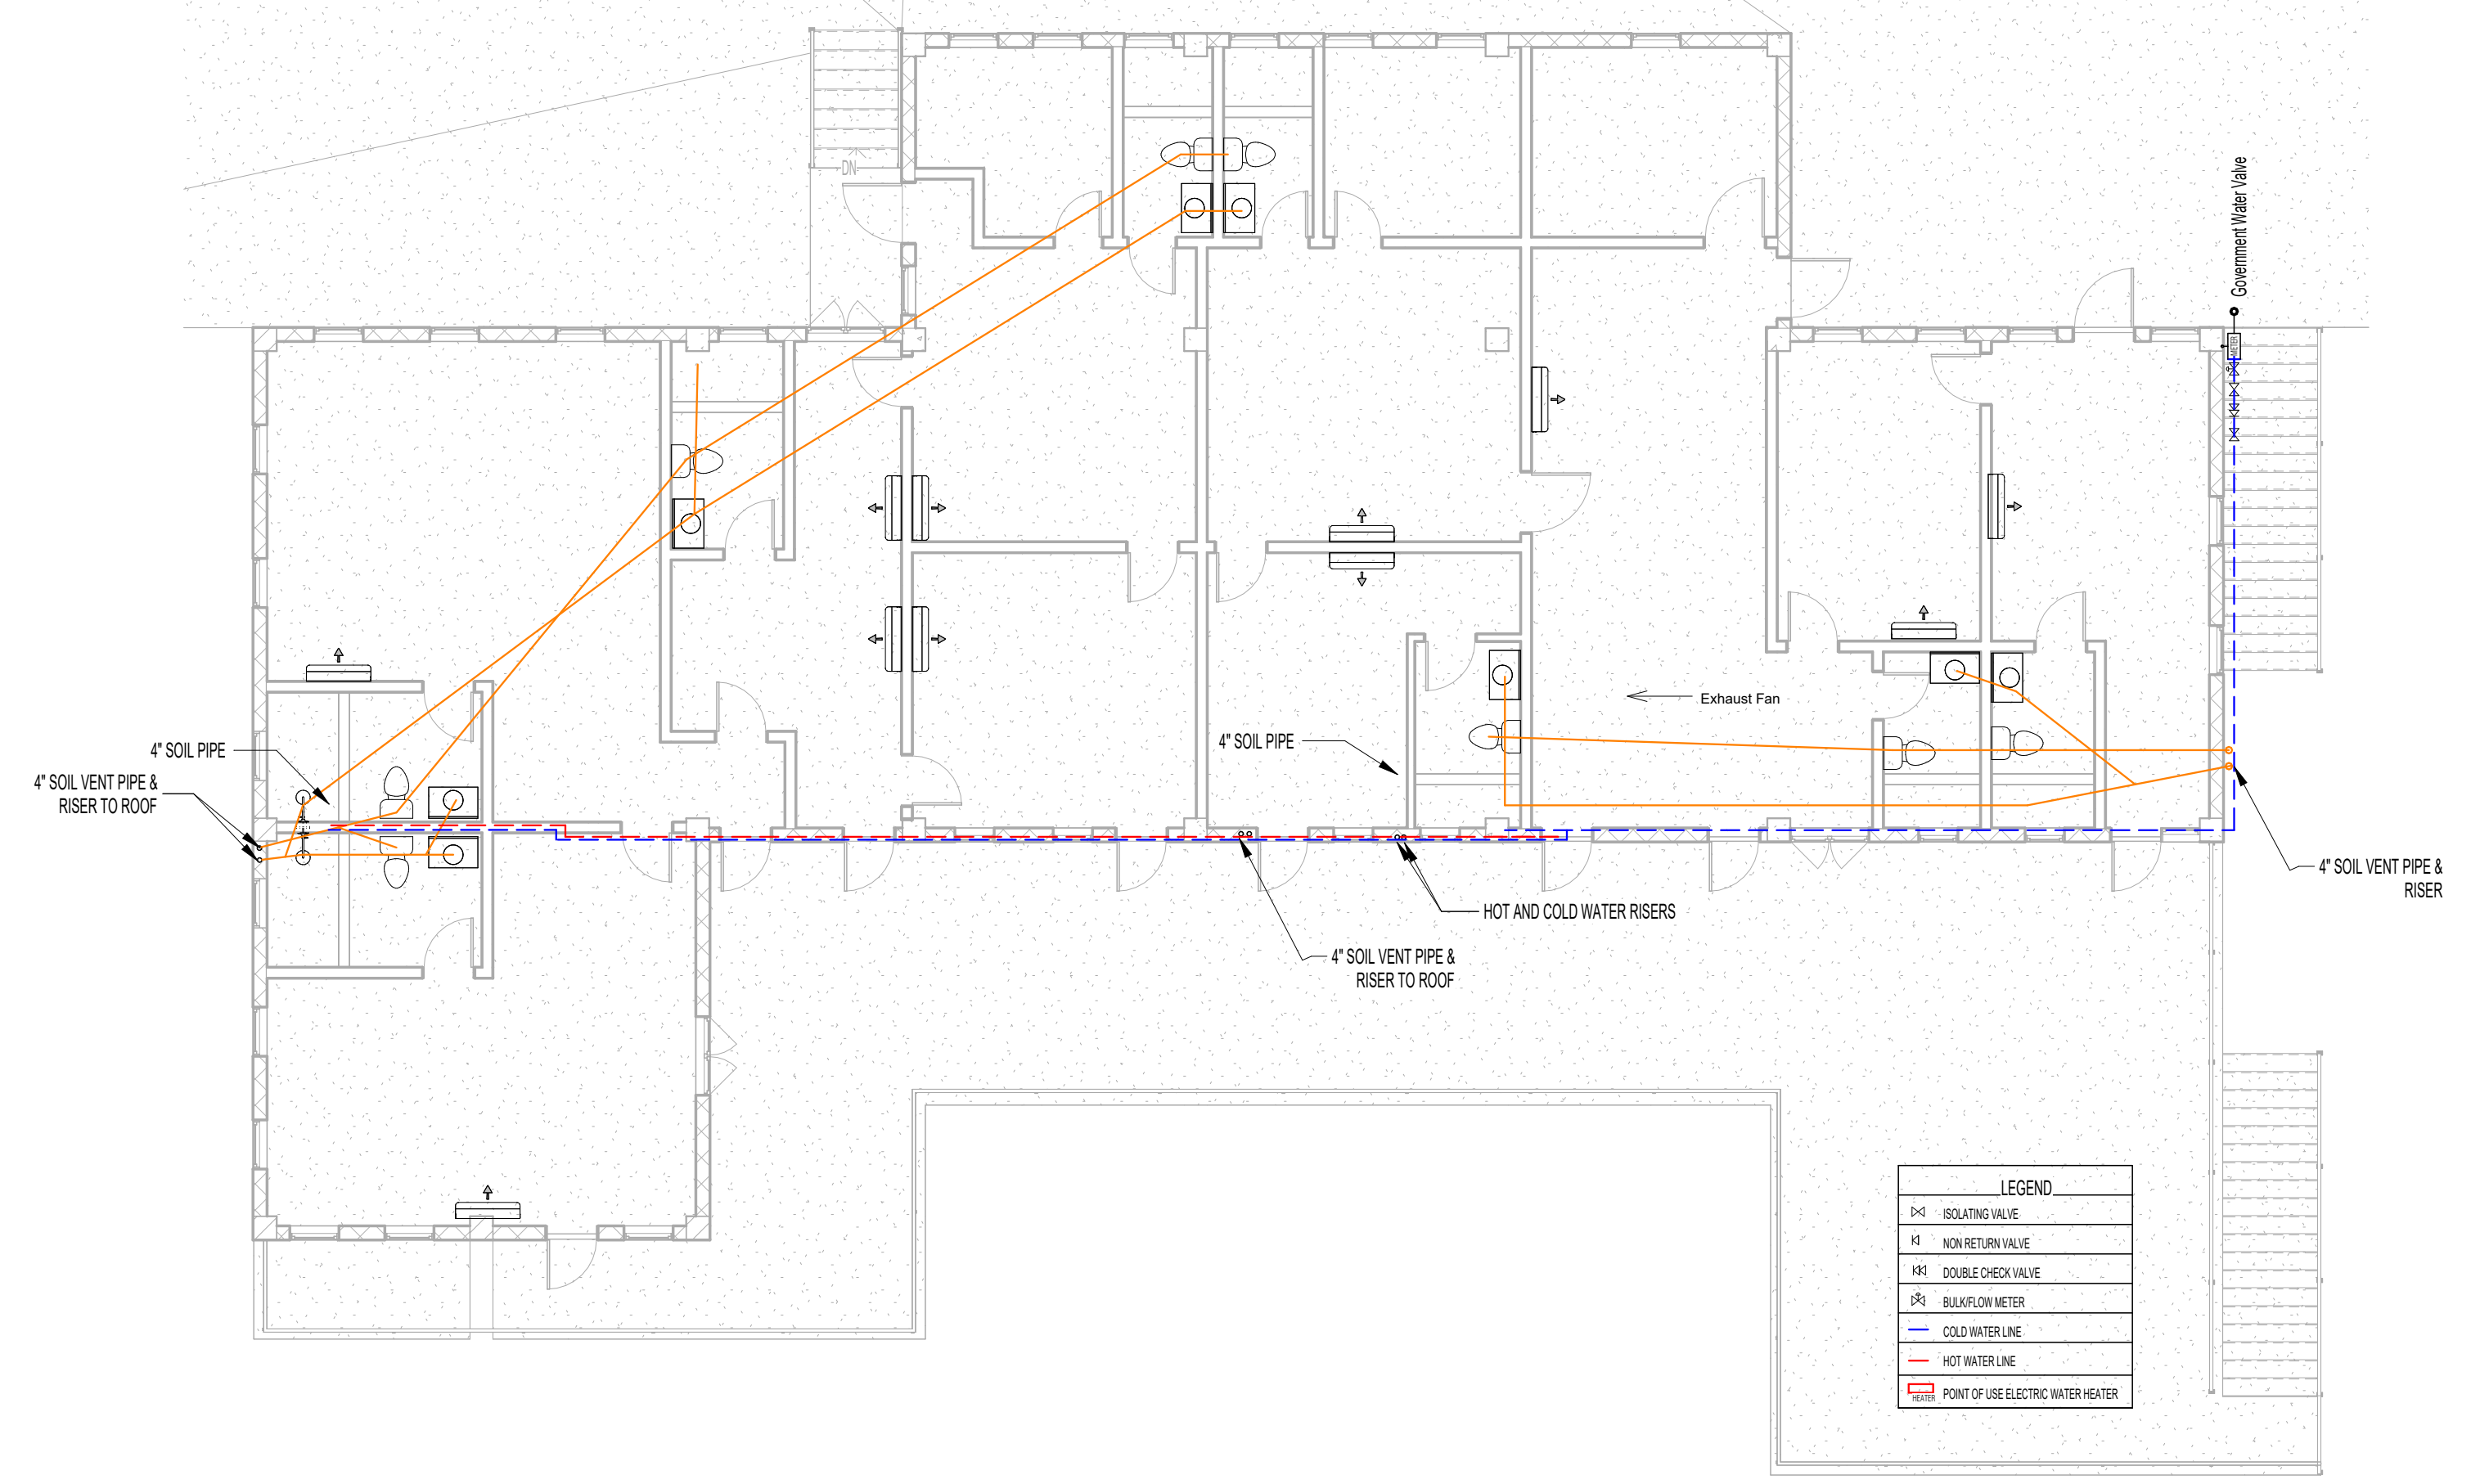 DN
Government Water Valve
METER
Exhaust Fan
4" SOIL PIPE
4" SOIL PIPE
4" SOIL VENT PIPE &
RISER TO ROOF
4" SOIL VENT PIPE &
RISER
HOT AND COLD WATER RISERS
4" SOIL VENT PIPE &
RISER TO ROOF
LEGEND
ISOLATING VALVE
NON RETURN VALVE
DOUBLE CHECK VALVE
BULK/FLOW METER
COLD WATER LINE
HOT WATER LINE
HEATER POINT OF USE ELECTRIC WATER HEATER